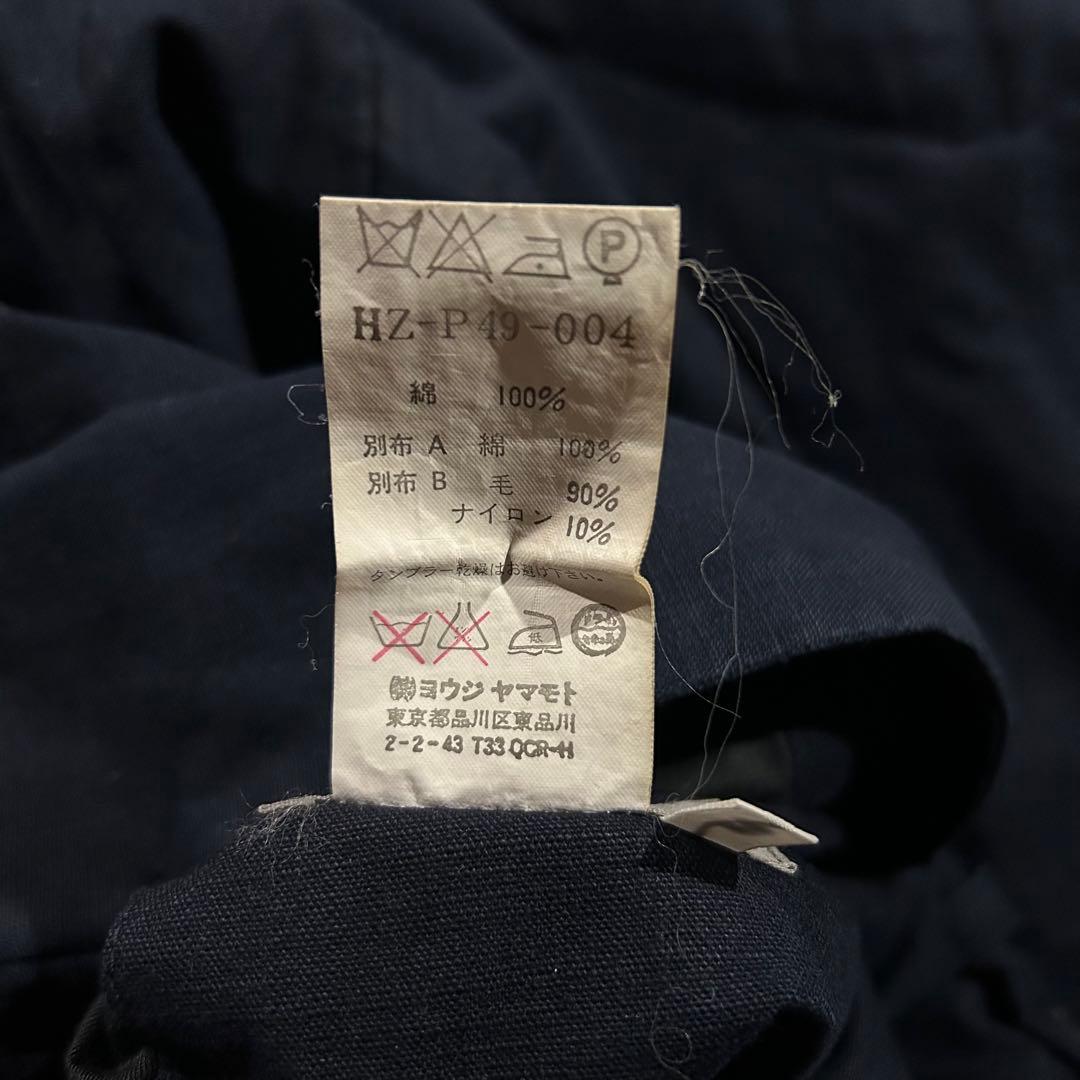 P
HZ-P49-004
綿 100%
別布 A 綿 100%
別布 B 毛 90%
ナイロン 10%
タンブラー乾燥はお避け下さい。
低
㈱ヨウジ ヤマモト
東京都品川区東品川
2-2-43 T33 QCR-H